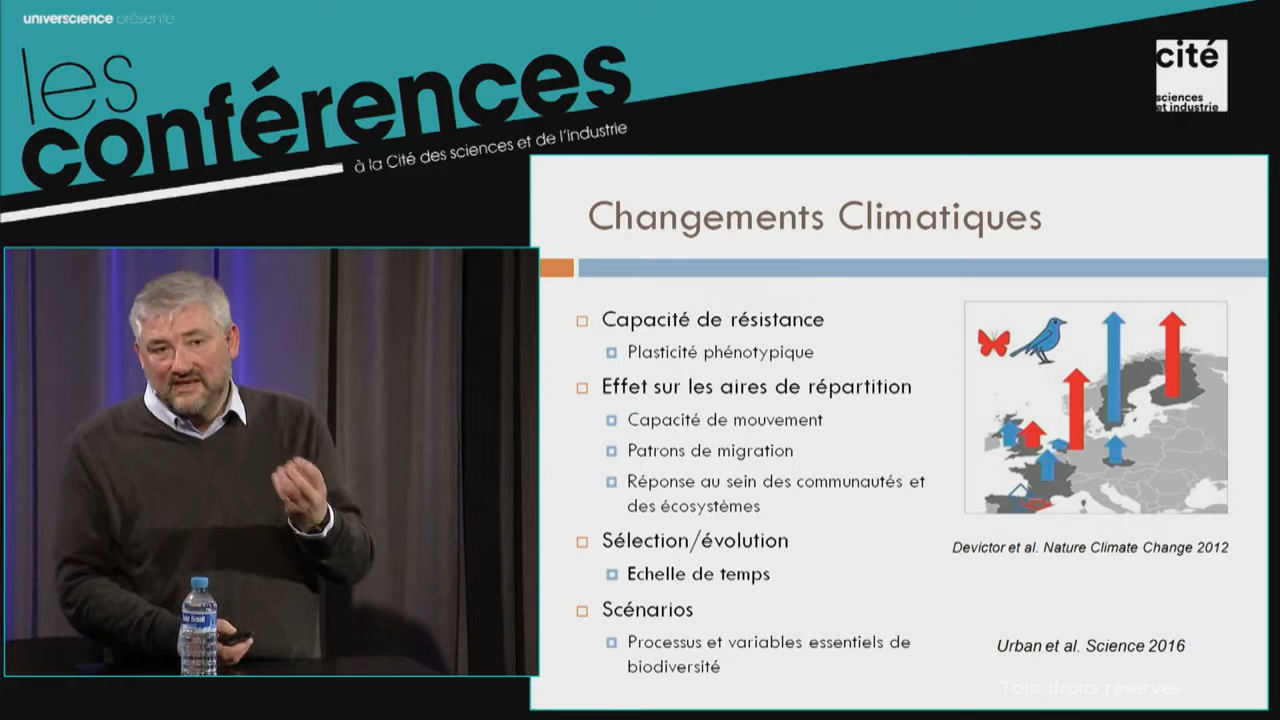 universcience présente
les
conférences
à la Cité des sciences et de l'industrie
cité
sciences
et industrie
Changements Climatiques
Capacité de résistance
Plasticité phénotypique
Effet sur les aires de répartition
Capacité de mouvement
Patrons de migration
Réponse au sein des communautés et
des écosystèmes
Sélection/évolution
Echelle de temps
Scénarios
Processus et variables essentiels de
biodiversité
Devictor et al. Nature Climate Change 2012
Urban et al. Science 2016
Tous droits réservés